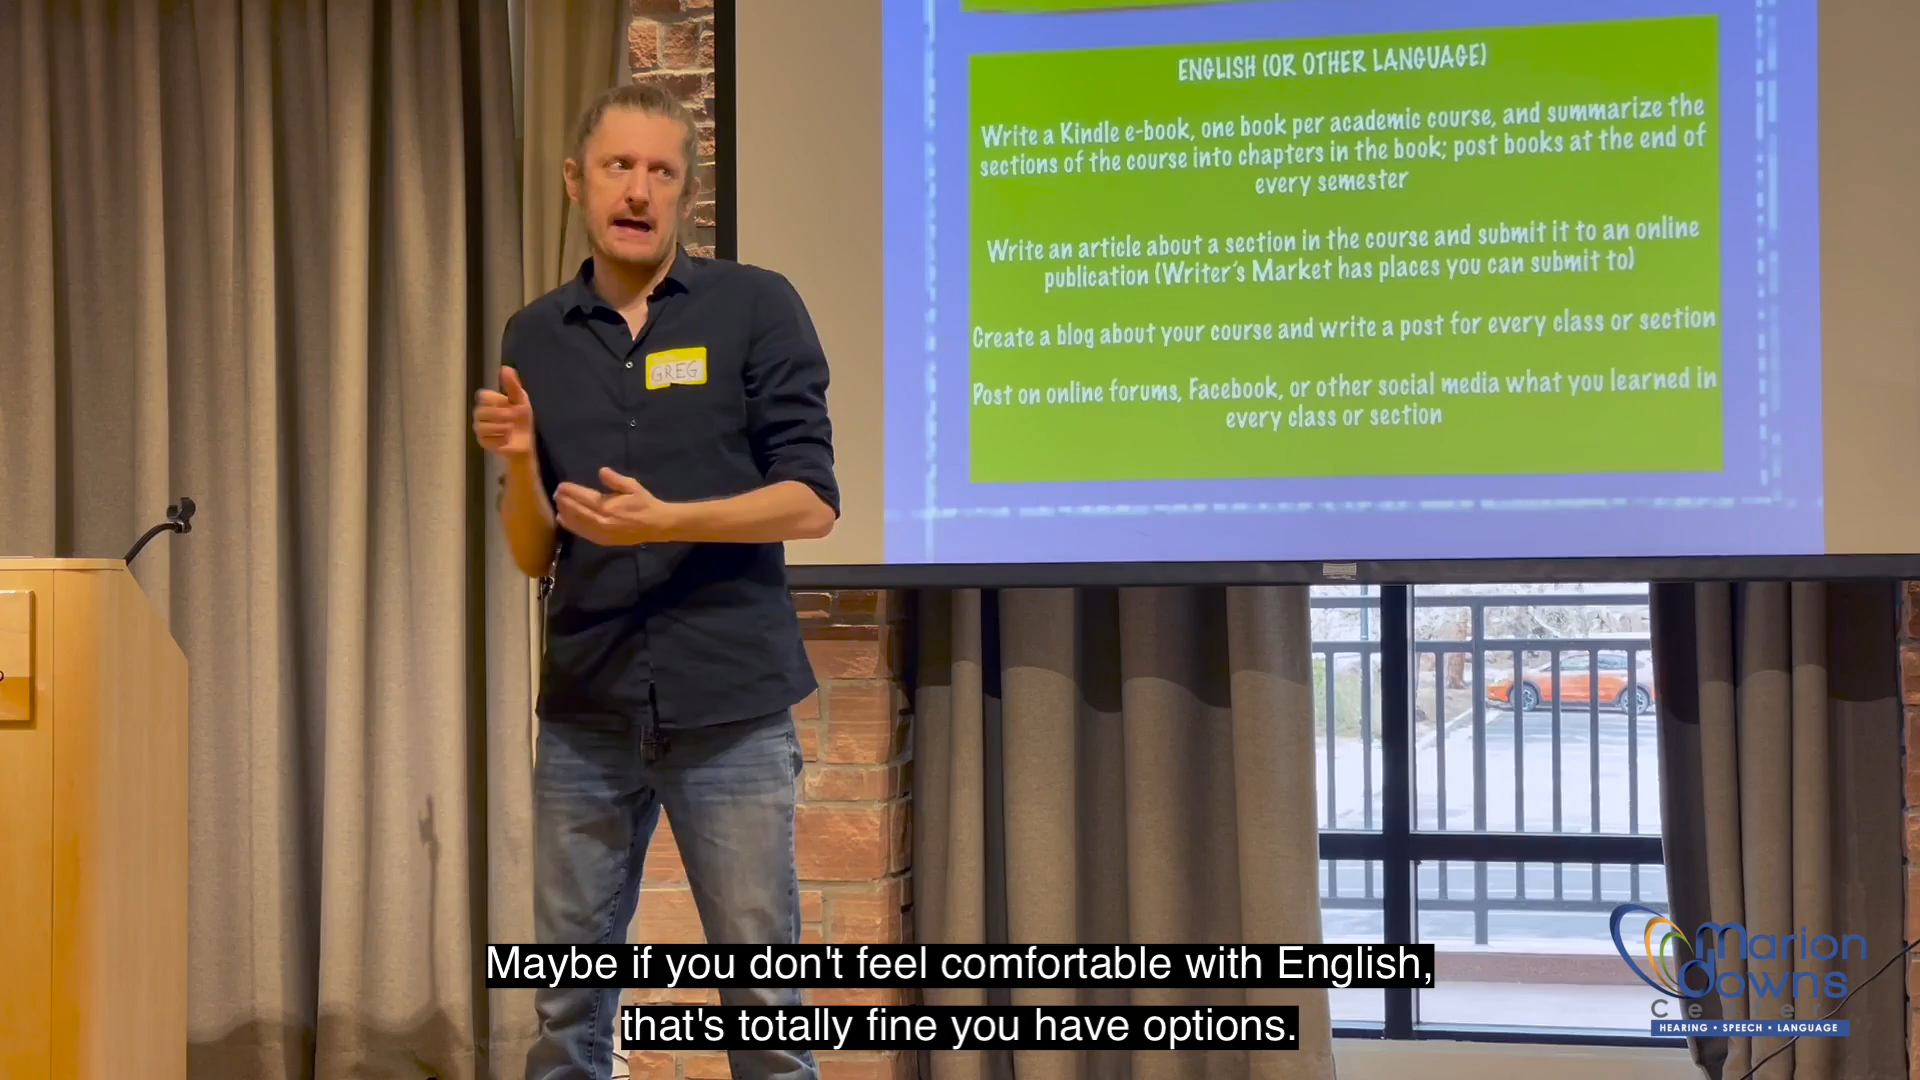 ENGLISH (OR OTHER LANGUAGE)
Write a Kindle e-book, one book per academic course, and summarize the
sections of the course into chapters in the book; post books at the end of
every semester
Write an article about a section in the course and submit it to an online
publication (Writer's Market has places you can submit to)
Create a blog about your course and write a post for every class or section
Post on online forums, Facebook, or other social media what you learned in
every class or section
GREG
Maybe if you don't feel comfortable with English,
that's totally fine you have options.
marion
downs
Center
HEARING • SPEECH • LANGUAGE